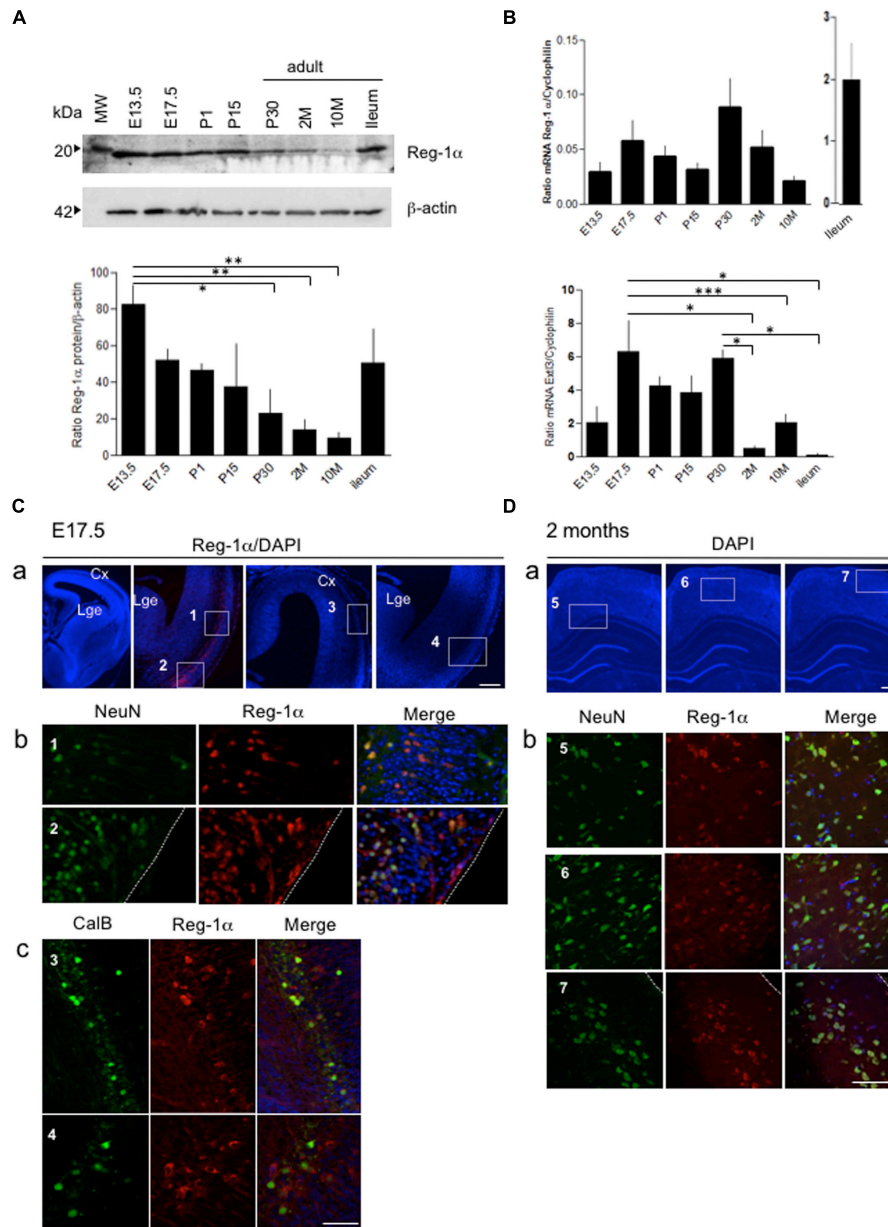 A
adult
kDa
MW
E13.5
E17.5
P1
P15
P30
2M
10M
Ileum
20
Reg-1α
42
β-actin
Ratio Reg-1α protein/β-actin
100
80
60
40
20
0
**
**
*
E13.5
E17.5
P1
P15
P30
2M
10M
ileum
B
Ratio mRNA Reg-1 α/Cyclophilin
0.15
0.10
0.05
0.00
E13.5
E17.5
P1
P15
P30
2M
10M
3
2
1
0
Ileum
Ratio mRNA Extl3/Cyclophilin
10
8
6
4
2
0
*
***
*
*
*
E13.5
E17.5
P1
P15
P30
2M
10M
ileum
C
E17.5
Reg-1α/DAPI
a
Cx
Lge
Lge
1
2
Cx
3
Lge
4
NeuN
Reg-1α
Merge
b
1
2
CalB
Reg-1α
Merge
c
3
4
D
2 months
DAPI
a
5
6
7
NeuN
Reg-1α
Merge
b
5
6
7